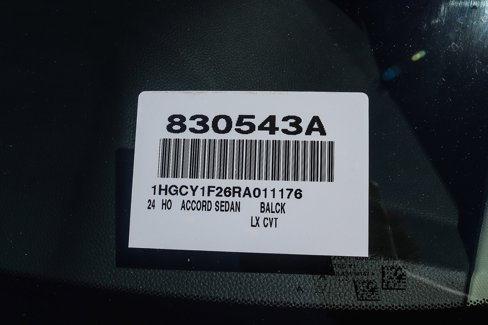 830543A
1HGCY1F26RA011176
24 HO ACCORD SEDAN BALCK
LX CVT